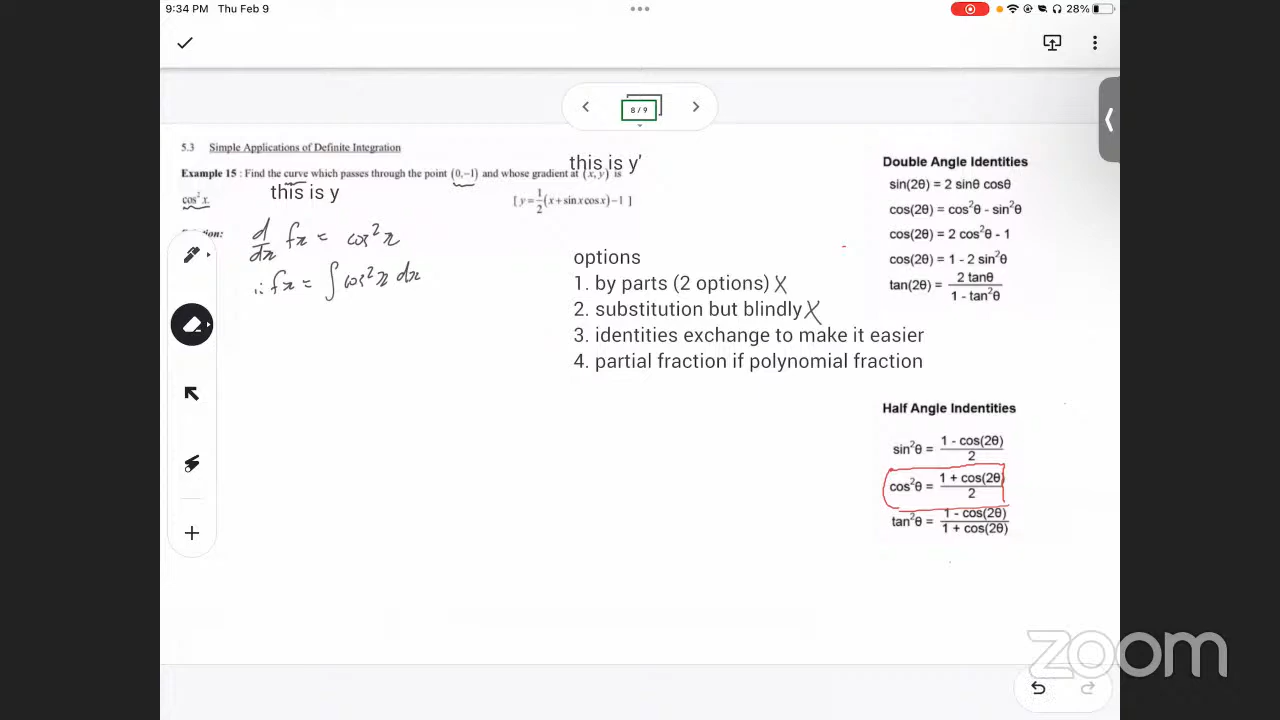 9:34 PM Thu Feb 9
28%
8 / 9
5.3 Simple Applications of Definite Integration
this is y'
Example 15 : Find the curve which passes through the point (0,−1) and whose gradient at (x, y) is
cos²x.
this is y
[ y = 1/2 (x + sin x cos x) − 1 ]
d/dx fx = cos²x
∴ fx = ∫ cos²x dx
options
1. by parts (2 options) X
2. substitution but blindly X
3. identities exchange to make it easier
4. partial fraction if polynomial fraction
Double Angle Identities
sin(2θ) = 2 sinθ cosθ
cos(2θ) = cos²θ - sin²θ
cos(2θ) = 2 cos²θ - 1
cos(2θ) = 1 - 2 sin²θ
tan(2θ) = 2 tanθ / 1 - tan²θ
Half Angle Indentities
sin²θ = 1 - cos(2θ) / 2
cos²θ = 1 + cos(2θ) / 2
tan²θ = 1 - cos(2θ) / 1 + cos(2θ)
zoom